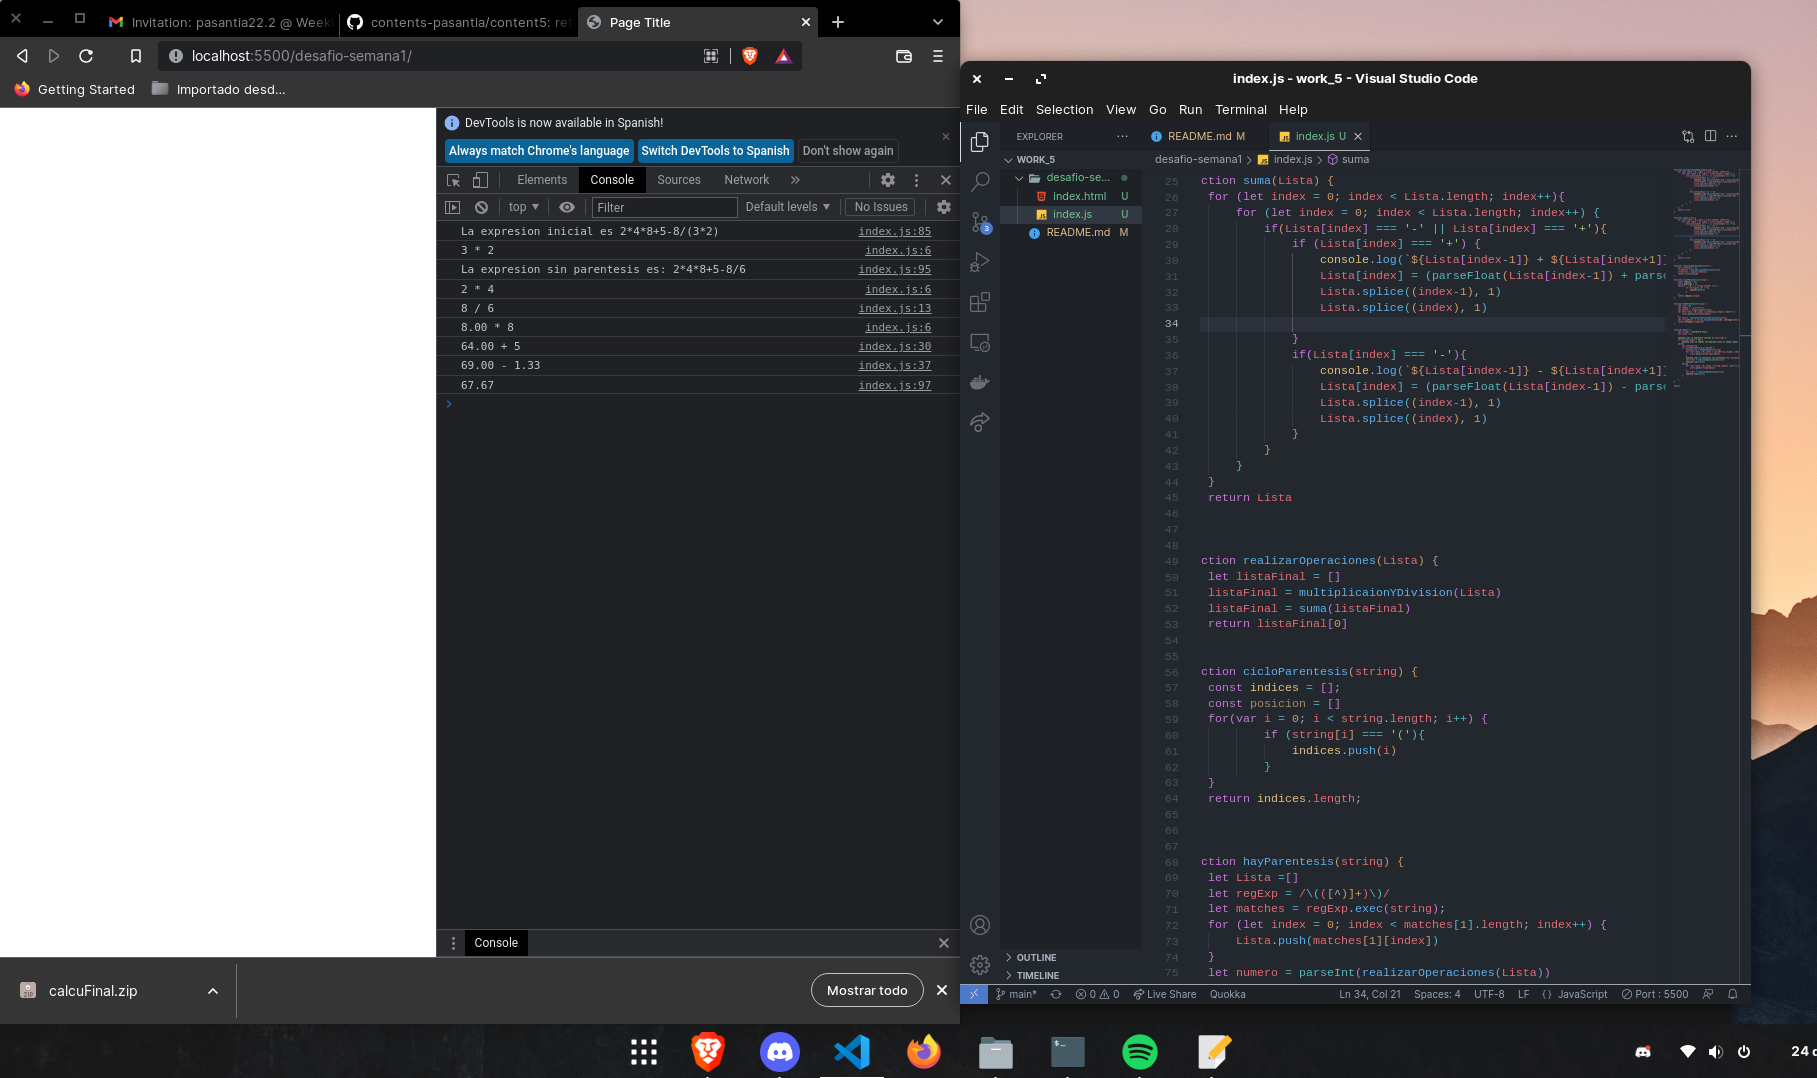 Invitation: pasantia22.2 @ Week
contents-pasantia/content5: ret
Page Title
localhost:5500/desafio-semana1/
Getting Started
Importado desd...
DevTools is now available in Spanish!
Always match Chrome's language
Switch DevTools to Spanish
Don't show again
Elements
Console
Sources
Network
top
Filter
Default levels
No Issues
La expresion inicial es 2*4*8+5-8/(3*2) index.js:85
3 * 2 index.js:6
La expresion sin parentesis es: 2*4*8+5-8/6 index.js:95
2 * 4 index.js:6
8 / 6 index.js:13
8.00 * 8 index.js:6
64.00 + 5 index.js:30
69.00 - 1.33 index.js:37
67.67 index.js:97
Console
calcuFinal.zip
Mostrar todo
index.js - work_5 - Visual Studio Code
File Edit Selection View Go Run Terminal Help
EXPLORER
README.md M
index.js U
WORK_5
desafio-semana1 > index.js > suma
desafio-se...
index.html U
index.js U
README.md M
3
25 ction suma(Lista) {
26 for (let index = 0; index < Lista.length; index++){
27 for (let index = 0; index < Lista.length; index++) {
28 if(Lista[index] === '-' || Lista[index] === '+'){
29 if (Lista[index] === '+') {
30 console.log(`${Lista[index-1]} + ${Lista[index+1]}
31 Lista[index] = (parseFloat(Lista[index-1]) + parse
32 Lista.splice((index-1), 1)
33 Lista.splice((index), 1)
34
35 }
36 if(Lista[index] === '-'){
37 console.log(`${Lista[index-1]} - ${Lista[index+1]}
38 Lista[index] = (parseFloat(Lista[index-1]) - parse
39 Lista.splice((index-1), 1)
40 Lista.splice((index), 1)
41 }
42 }
43 }
44 }
45 return Lista
46
47
48
49 ction realizarOperaciones(Lista) {
50 let listaFinal = []
51 listaFinal = multiplicaionYDivision(Lista)
52 listaFinal = suma(listaFinal)
53 return listaFinal[0]
54
55
56 ction cicloParentesis(string) {
57 const indices = [];
58 const posicion = []
59 for(var i = 0; i < string.length; i++) {
60 if (string[i] === '('){
61 indices.push(i)
62 }
63 }
64 return indices.length;
65
66
67
68 ction hayParentesis(string) {
69 let Lista =[]
70 let regExp = /\(([^)]+)\)/
71 let matches = regExp.exec(string);
72 for (let index = 0; index < matches[1].length; index++) {
73 Lista.push(matches[1][index])
74 }
75 let numero = parseInt(realizarOperaciones(Lista))
OUTLINE
TIMELINE
main*
0 0
Live Share
Quokka
Ln 34, Col 21
Spaces: 4
UTF-8
LF
{} JavaScript
Port : 5500
24 d